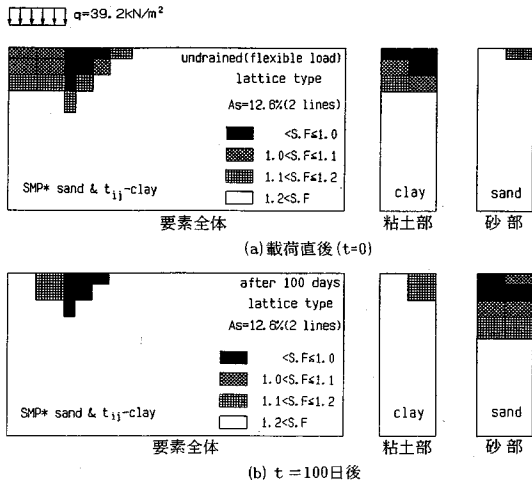 q=39.2kN/m²
undrained(flexible load)
lattice type
As=12.6%(2 lines)
<S.F≤1.0
1.0<S.F≤1.1
1.1<S.F≤1.2
1.2<S.F
SMP* sand & tij-clay
clay
sand
要素全体
粘土部
砂部
(a)載荷直後(t=0)
after 100 days
lattice type
As=12.6%(2 lines)
<S.F≤1.0
1.0<S.F≤1.1
1.1<S.F≤1.2
1.2<S.F
SMP* sand & tij-clay
clay
sand
要素全体
粘土部
砂部
(b) t=100日後